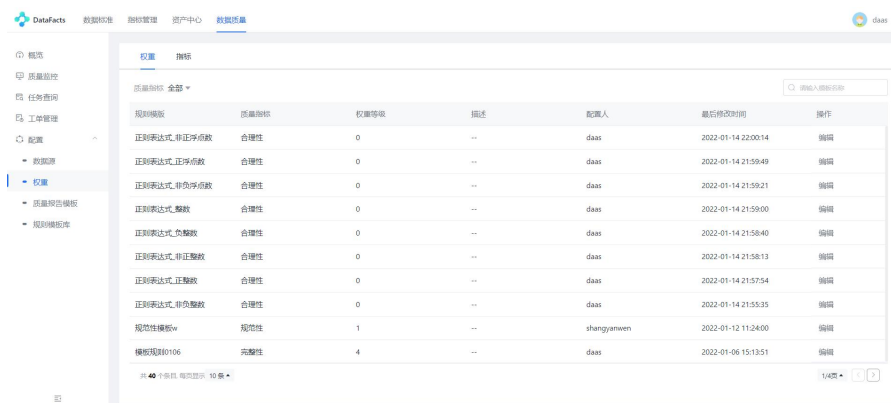 DataFacts 数据标准 指标管理 资产中心 数据质量 daas
概览
质量监控
任务查询
工单管理
配置
数据源
权重
质量报告模板
规则模板库
权重 指标
质量指标 全部 请输入模板名称
规则模版 质量指标 权重等级 描述 配置人 最后修改时间 操作
正则表达式_非正浮点数 合理性 0 -- daas 2022-01-14 22:00:14 编辑
正则表达式_正浮点数 合理性 0 -- daas 2022-01-14 21:59:49 编辑
正则表达式_非负浮点数 合理性 0 -- daas 2022-01-14 21:59:21 编辑
正则表达式_整数 合理性 0 -- daas 2022-01-14 21:59:00 编辑
正则表达式_负整数 合理性 0 -- daas 2022-01-14 21:58:40 编辑
正则表达式_非正整数 合理性 0 -- daas 2022-01-14 21:58:13 编辑
正则表达式_正整数 合理性 0 -- daas 2022-01-14 21:57:54 编辑
正则表达式_非负整数 合理性 0 -- daas 2022-01-14 21:55:35 编辑
规范性模板w 规范性 1 -- shangyanwen 2022-01-12 11:24:00 编辑
模板规则0106 完整性 4 -- daas 2022-01-06 15:13:51 编辑
共 40 个条目, 每页显示 10 条 1/4页